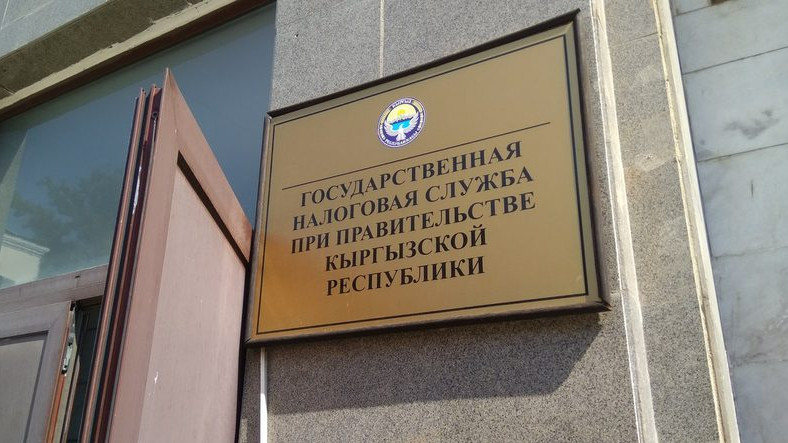 ГОСУДАРСТВЕННАЯ
НАЛОГОВАЯ СЛУЖБА
ПРИ ПРАВИТЕЛЬСТВЕ
КЫРГЫЗСКОЙ
РЕСПУБЛИКИ